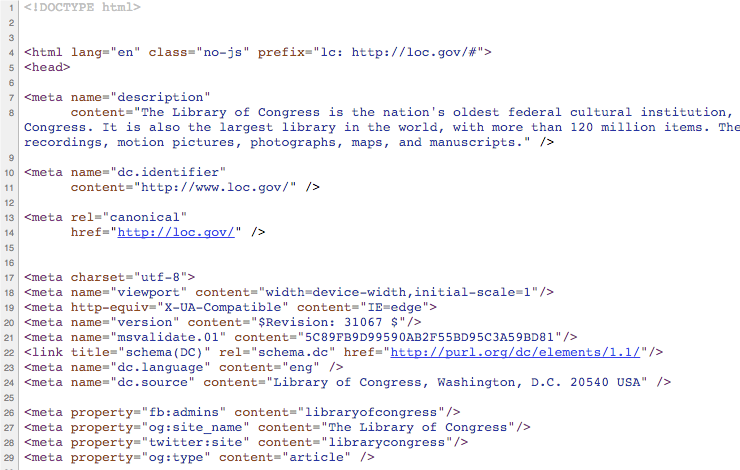 1 <!DOCTYPE html>
2
3
4 <html lang="en" class="no-js" prefix="lc: http://loc.gov/#">
5 <head>
6
7 <meta name="description"
8 content="The Library of Congress is the nation's oldest federal cultural institution,
Congress. It is also the largest library in the world, with more than 120 million items. The
recordings, motion pictures, photographs, maps, and manuscripts." />
9
10 <meta name="dc.identifier"
11 content="http://www.loc.gov/" />
12
13 <meta rel="canonical"
14 href="http://loc.gov/" />
15
16
17 <meta charset="utf-8">
18 <meta name="viewport" content="width=device-width,initial-scale=1"/>
19 <meta http-equiv="X-UA-Compatible" content="IE=edge">
20 <meta name="version" content="$Revision: 31067 $"/>
21 <meta name="msvalidate.01" content="5C89FB9D99590AB2F55BD95C3A59BD81"/>
22 <link title="schema(DC)" rel="schema.dc" href="http://purl.org/dc/elements/1.1/"/>
23 <meta name="dc.language" content="eng" />
24 <meta name="dc.source" content="Library of Congress, Washington, D.C. 20540 USA" />
25
26 <meta property="fb:admins" content="libraryofcongress"/>
27 <meta property="og:site_name" content="The Library of Congress"/>
28 <meta property="twitter:site" content="librarycongress"/>
29 <meta property="og:type" content="article" />